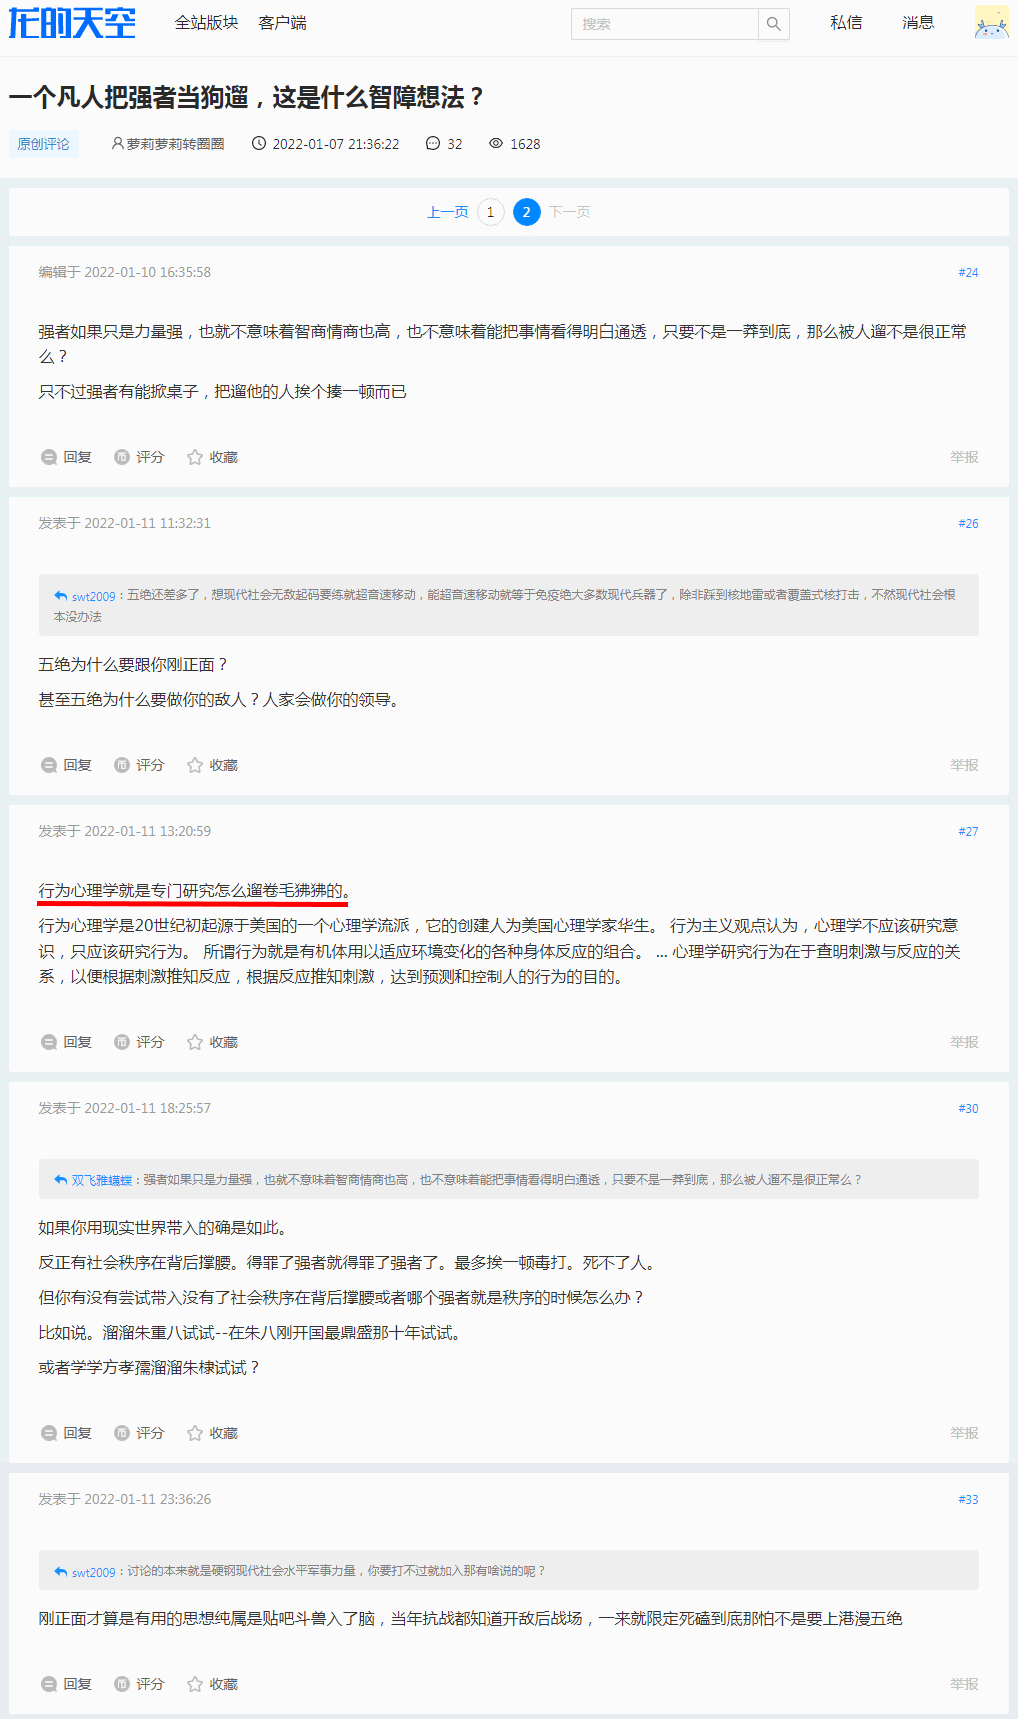 龙的天空 全站版块 客户端 搜索 私信 消息
一个凡人把强者当狗遛，这是什么智障想法？
原创评论 萝莉萝莉转圈圈 2022-01-07 21:36:22 32 1628
上一页 1 2 下一页
编辑于 2022-01-10 16:35:58 #24
强者如果只是力量强，也就不意味着智商情商也高，也不意味着能把事情看得明白通透，只要不是一莽到底，那么被人遛不是很正常
么？
只不过强者有能掀桌子，把遛他的人挨个揍一顿而已
回复 评分 收藏 举报
发表于 2022-01-11 11:32:31 #26
swt2009：五绝还差多了，想现代社会无敌起码要练就超音速移动，能超音速移动就等于免疫绝大多数现代兵器了，除非踩到核地雷或者覆盖式核打击，不然现代社会根
本没办法
五绝为什么要跟你刚正面？
甚至五绝为什么要做你的敌人？人家会做你的领导。
回复 评分 收藏 举报
发表于 2022-01-11 13:20:59 #27
行为心理学就是专门研究怎么遛卷毛狒狒的。
行为心理学是20世纪初起源于美国的一个心理学流派，它的创建人为美国心理学家华生。 行为主义观点认为，心理学不应该研究意
识，只应该研究行为。 所谓行为就是有机体用以适应环境变化的各种身体反应的组合。 ... 心理学研究行为在于查明刺激与反应的关
系，以便根据刺激推知反应，根据反应推知刺激，达到预测和控制人的行为的目的。
回复 评分 收藏 举报
发表于 2022-01-11 18:25:57 #30
双飞雅蠛蝶：强者如果只是力量强，也就不意味着智商情商也高，也不意味着能把事情看得明白通透，只要不是一莽到底，那么被人遛不是很正常么？
如果你用现实世界带入的确是如此。
反正有社会秩序在背后撑腰。得罪了强者就得罪了强者了。最多挨一顿毒打。死不了人。
但你有没有尝试带入没有了社会秩序在背后撑腰或者哪个强者就是秩序的时候怎么办？
比如说。溜溜朱重八试试--在朱八刚开国最鼎盛那十年试试。
或者学学方孝孺溜溜朱棣试试？
回复 评分 收藏 举报
发表于 2022-01-11 23:36:26 #33
swt2009：讨论的本来就是硬钢现代社会水平军事力量，你要打不过就加入那有啥说的呢？
刚正面才算是有用的思想纯属是贴吧斗兽入了脑，当年抗战都知道开敌后战场，一来就限定死磕到底那怕不是要上港漫五绝
回复 评分 收藏 举报